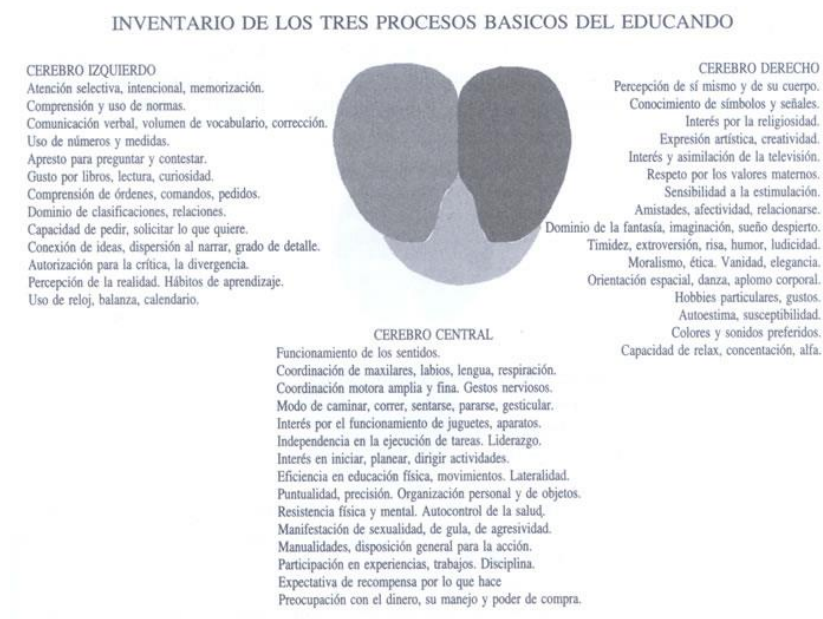 INVENTARIO DE LOS TRES PROCESOS BASICOS DEL EDUCANDO
CEREBRO IZQUIERDO
Atención selectiva, intencional, memorización.
Comprensión y uso de normas.
Comunicación verbal, volumen de vocabulario, corrección.
Uso de números y medidas.
Apresto para preguntar y contestar.
Gusto por libros, lectura, curiosidad.
Comprensión de órdenes, comandos, pedidos.
Dominio de clasificaciones, relaciones.
Capacidad de pedir, solicitar lo que quiere.
Conexión de ideas, dispersión al narrar, grado de detalle.
Autorización para la crítica, la divergencia.
Percepción de la realidad. Hábitos de aprendizaje.
Uso de reloj, balanza, calendario.
CEREBRO DERECHO
Percepción de sí mismo y de su cuerpo.
Conocimiento de símbolos y señales.
Interés por la religiosidad.
Expresión artística, creatividad.
Interés y asimilación de la televisión.
Respeto por los valores maternos.
Sensibilidad a la estimulación.
Amistades, afectividad, relacionarse.
Dominio de la fantasía, imaginación, sueño despierto.
Timidez, extroversión, risa, humor, ludicidad.
Moralismo, ética. Vanidad, elegancia.
Orientación espacial, danza, aplomo corporal.
Hobbies particulares, gustos.
Autoestima, susceptibilidad.
Colores y sonidos preferidos.
Capacidad de relax, concentación, alfa.
CEREBRO CENTRAL
Funcionamiento de los sentidos.
Coordinación de maxilares, labios, lengua, respiración.
Coordinación motora amplia y fina. Gestos nerviosos.
Modo de caminar, correr, sentarse, pararse, gesticular.
Interés por el funcionamiento de juguetes, aparatos.
Independencia en la ejecución de tareas. Liderazgo.
Interés en iniciar, planear, dirigir actividades.
Eficiencia en educación física, movimientos. Lateralidad.
Puntualidad, precisión. Organización personal y de objetos.
Resistencia física y mental. Autocontrol de la salud.
Manifestación de sexualidad, de gula, de agresividad.
Manualidades, disposición general para la acción.
Participación en experiencias, trabajos. Disciplina.
Expectativa de recompensa por lo que hace
Preocupación con el dinero, su manejo y poder de compra.